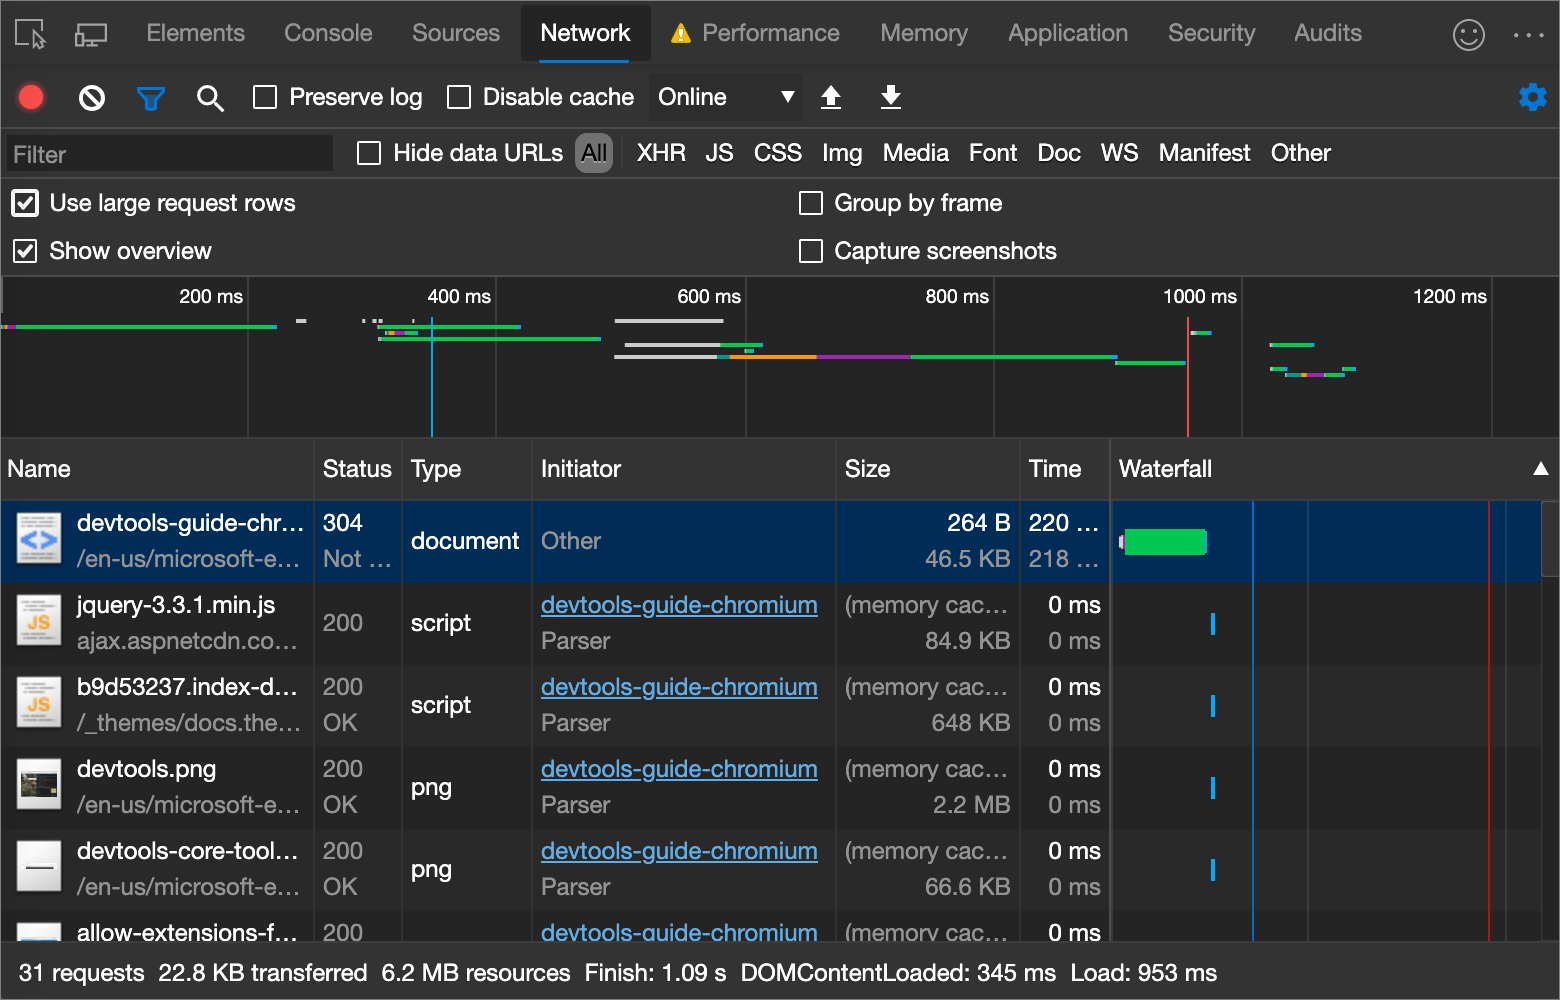 Elements Console Sources Network Performance Memory Application Security Audits
Preserve log Disable cache Online
Filter Hide data URLs All XHR JS CSS Img Media Font Doc WS Manifest Other
Use large request rows Group by frame
Show overview Capture screenshots
200 ms 400 ms 600 ms 800 ms 1000 ms 1200 ms
Name Status Type Initiator Size Time Waterfall
devtools-guide-chr... 304 document Other 264 B 220 ...
/en-us/microsoft-e... Not ... 46.5 KB 218 ...
jquery-3.3.1.min.js 200 script devtools-guide-chromium (memory cac... 0 ms
ajax.aspnetcdn.co... Parser 84.9 KB 0 ms
b9d53237.index-d... 200 script devtools-guide-chromium (memory cac... 0 ms
/_themes/docs.the... OK Parser 648 KB 0 ms
devtools.png 200 png devtools-guide-chromium (memory cac... 0 ms
/en-us/microsoft-e... OK Parser 2.2 MB 0 ms
devtools-core-tool... 200 png devtools-guide-chromium (memory cac... 0 ms
/en-us/microsoft-e... OK Parser 66.6 KB 0 ms
allow-extensions-f... 200 devtools-guide-chromium (memory cac... 0 ms
31 requests 22.8 KB transferred 6.2 MB resources Finish: 1.09 s DOMContentLoaded: 345 ms Load: 953 ms